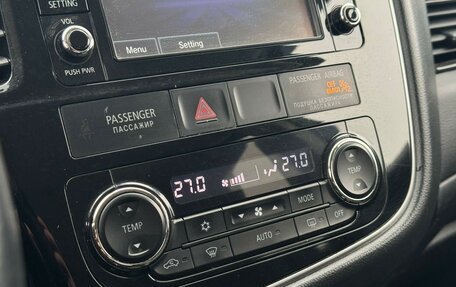 SETTING
VOL
PUSH PWR
Menu
Setting
PASSENGER
ПАССАЖИР
PASSENGER AIRBAG
OFF
ПОДУШКА БЕЗОПАСНОСТИ
ПАССАЖИРА
27.0
27.0
TEMP
TEMP
MODE
AUTO
OFF